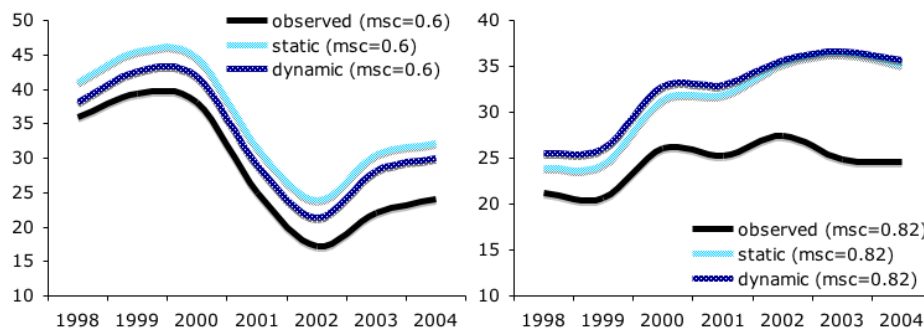 50
45
40
35
30
25
20
15
10
1998 1999 2000 2001 2002 2003 2004
observed (msc=0.6)
static (msc=0.6)
dynamic (msc=0.6)
40
35
30
25
20
15
10
1998 1999 2000 2001 2002 2003 2004
observed (msc=0.82)
static (msc=0.82)
dynamic (msc=0.82)